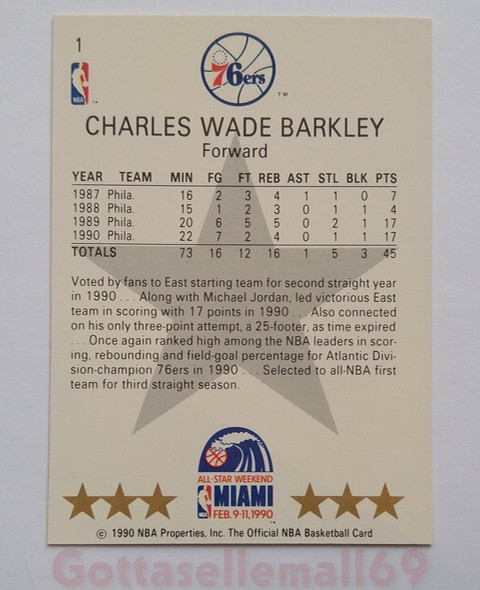 1
NBA
76ers
TM
CHARLES WADE BARKLEY
Forward
YEAR TEAM MIN FG FT REB AST STL BLK PTS
1987 Phila. 16 2 3 4 1 1 0 7
1988 Phila. 15 1 2 3 0 1 1 4
1989 Phila. 20 6 5 5 0 2 1 17
1990 Phila. 22 7 2 4 0 1 1 17
TOTALS 73 16 12 16 1 5 3 45
Voted by fans to East starting team for second straight year
in 1990 . . . Along with Michael Jordan, led victorious East
team in scoring with 17 points in 1990 . . . Also connected
on his only three-point attempt, a 25-footer, as time expired
. . . Once again ranked high among the NBA leaders in scor-
ing, rebounding and field-goal percentage for Atlantic Divi-
sion-champion 76ers in 1990 . . . Selected to all-NBA first
team for third straight season.
ALL-STAR WEEKEND
NBA
MIAMI
FEB. 9-11, 1990
© 1990 NBA Properties, Inc. The Official NBA Basketball Card
Gottasellemall69